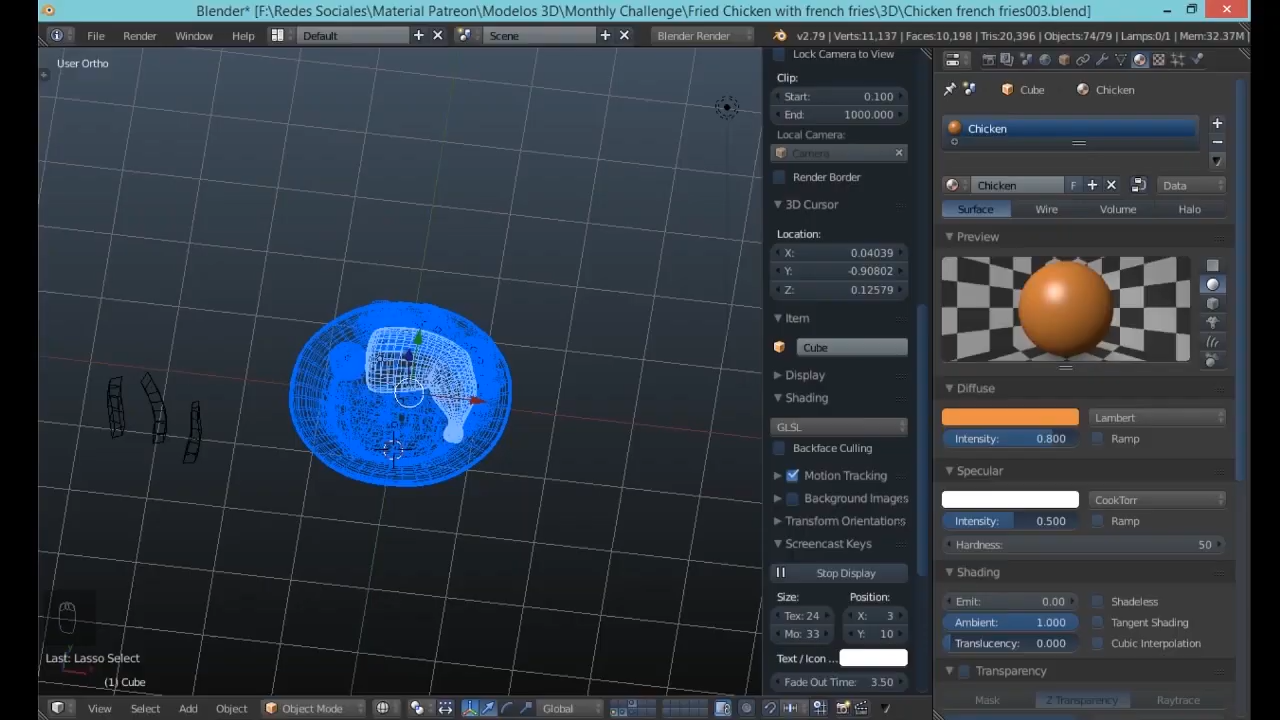 Blender* [F:\Redes Sociales\Material Patreon\Modelos 3D\Monthly Challenge\Fried Chicken with french fries\3D\Chicken french fries003.blend]
File Render Window Help Default Scene Blender Render v2.79 | Verts:11,137 | Faces:10,198 | Tris:20,396 | Objects:74/79 | Lamps:0/1 | Mem:32.37M
User Ortho
Lock Camera to View
Clip:
Start: 0.100
End: 1000.000
Local Camera:
Camera
Render Border
3D Cursor
Location:
X: 0.04039
Y: -0.90802
Z: 0.12579
Item
Cube
Display
Shading
GLSL
Backface Culling
Motion Tracking
Background Images
Transform Orientations
Screencast Keys
Stop Display
Size: Position:
Tex: 24 X: 3
Mo: 33 Y: 10
Text / Icon ...
Fade Out Time: 3.50
Cube Chicken
Chicken
Chicken F Data
Surface Wire Volume Halo
Preview
Diffuse
Lambert
Intensity: 0.800 Ramp
Specular
CookTorr
Intensity: 0.500 Ramp
Hardness: 50
Shading
Emit: 0.00 Shadeless
Ambient: 1.000 Tangent Shading
Translucency: 0.000 Cubic Interpolation
Transparency
Mask Z Transparency Raytrace
Last: Lasso Select
(1) Cube
View Select Add Object Object Mode Global